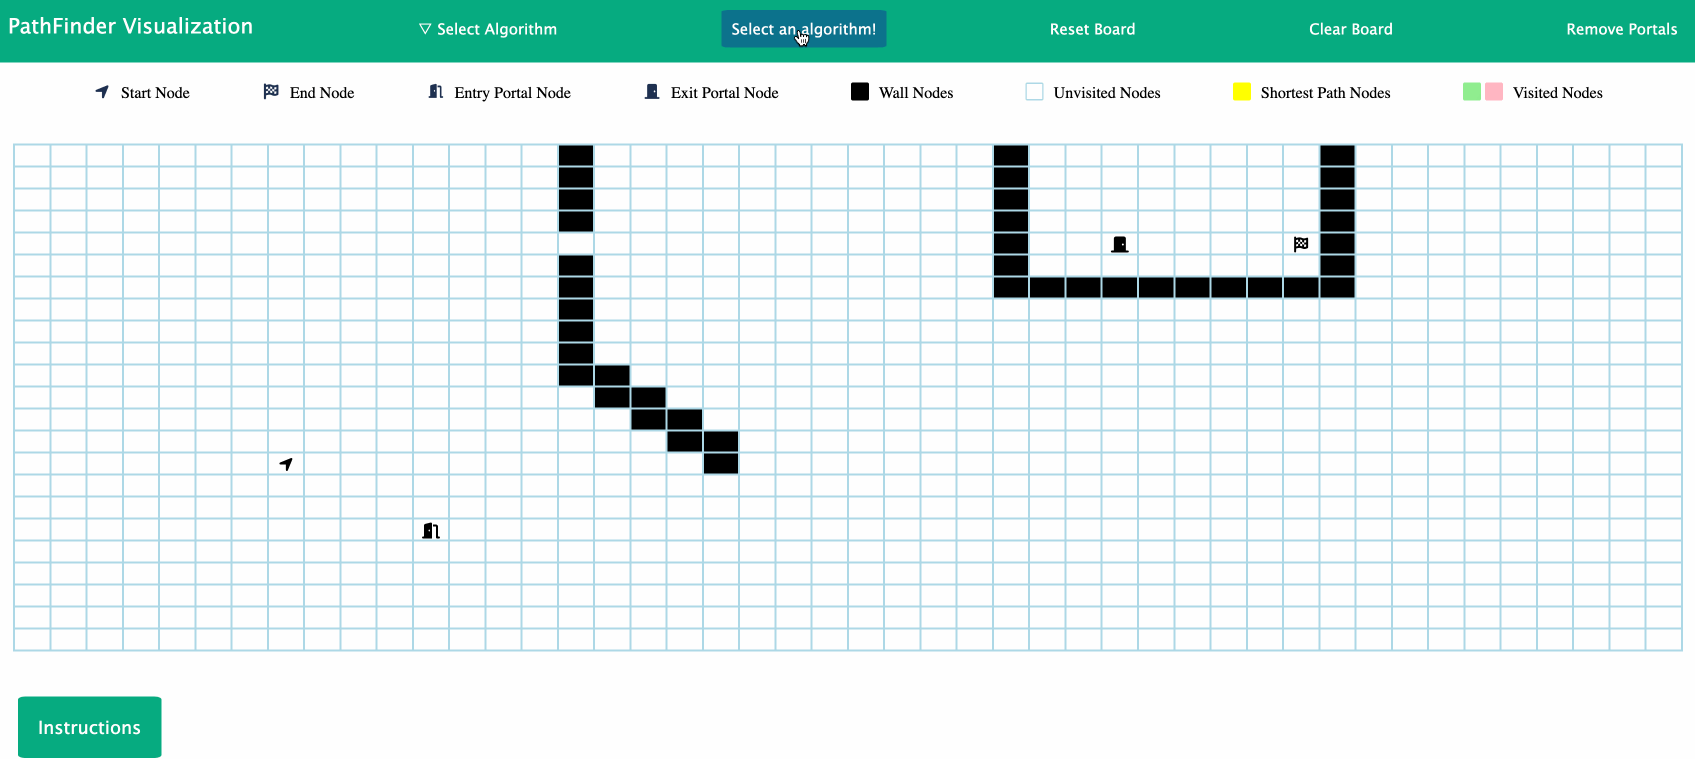 PathFinder Visualization
▽ Select Algorithm
Select an algorithm!
Reset Board
Clear Board
Remove Portals
Start Node
End Node
Entry Portal Node
Exit Portal Node
Wall Nodes
Unvisited Nodes
Shortest Path Nodes
Visited Nodes
Instructions